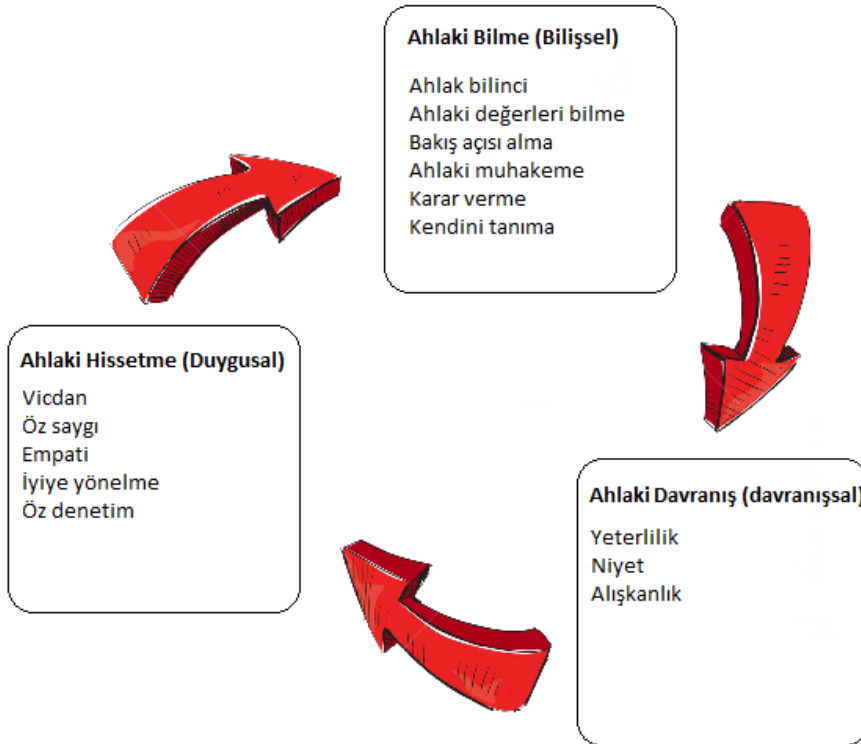 Ahlaki Bilme (Bilişsel)
Ahlak bilinci
Ahlaki değerleri bilme
Bakış açısı alma
Ahlaki muhakeme
Karar verme
Kendini tanıma
Ahlaki Hissetme (Duygusal)
Vicdan
Öz saygı
Empati
İyiye yönelme
Öz denetim
Ahlaki Davranış (davranışsal)
Yeterlilik
Niyet
Alışkanlık